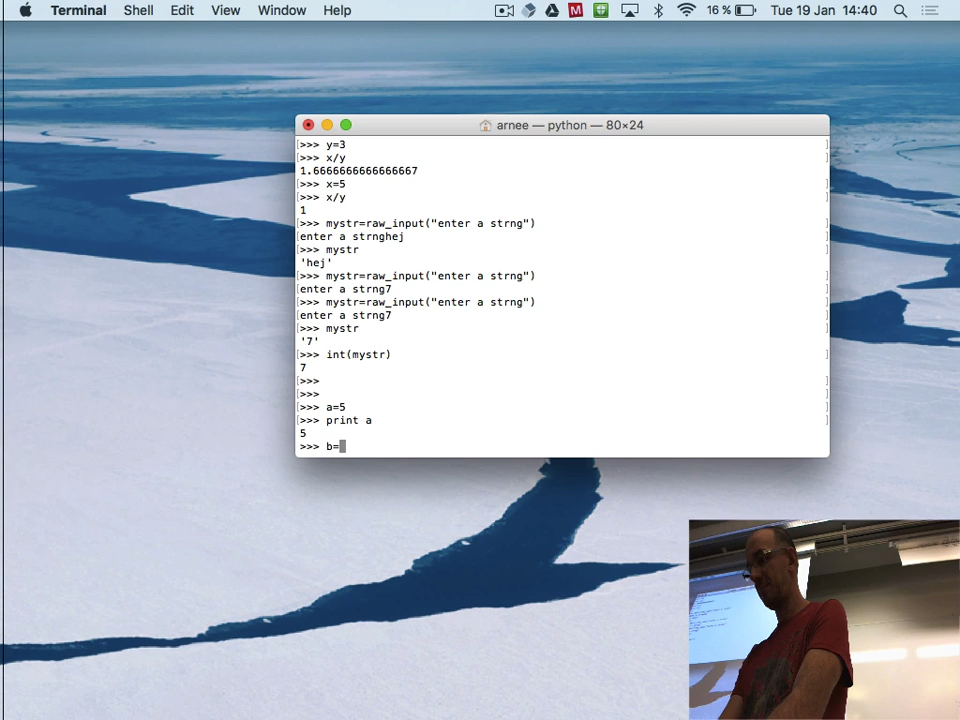 Terminal Shell Edit View Window Help 16 % Tue 19 Jan 14:40
arnee — python — 80×24
[>>> y=3 ]
[>>> x/y ]
1.6666666666666667
[>>> x=5 ]
[>>> x/y ]
1
[>>> mystr=raw_input("enter a strng") ]
[enter a strnghej ]
[>>> mystr ]
'hej'
[>>> mystr=raw_input("enter a strng") ]
[enter a strng7 ]
[>>> mystr=raw_input("enter a strng") ]
[enter a strng7 ]
[>>> mystr ]
'7'
[>>> int(mystr) ]
7
[>>> ]
[>>> ]
[>>> a=5 ]
[>>> print a ]
5
>>> b=